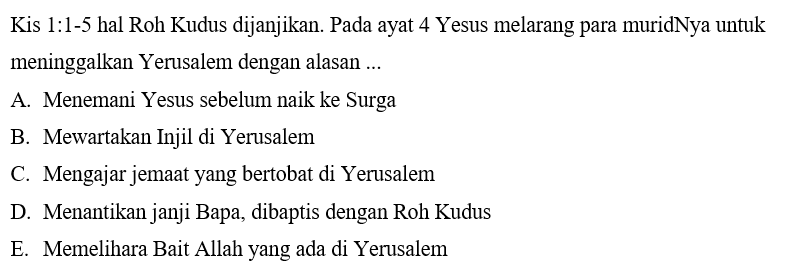 Kis 1:1-5 hal Roh Kudus dijanjikan. Pada ayat 4 Yesus melarang para muridNya untuk
meninggalkan Yerusalem dengan alasan ...
A. Menemani Yesus sebelum naik ke Surga
B. Mewartakan Injil di Yerusalem
C. Mengajar jemaat yang bertobat di Yerusalem
D. Menantikan janji Bapa, dibaptis dengan Roh Kudus
E. Memelihara Bait Allah yang ada di Yerusalem